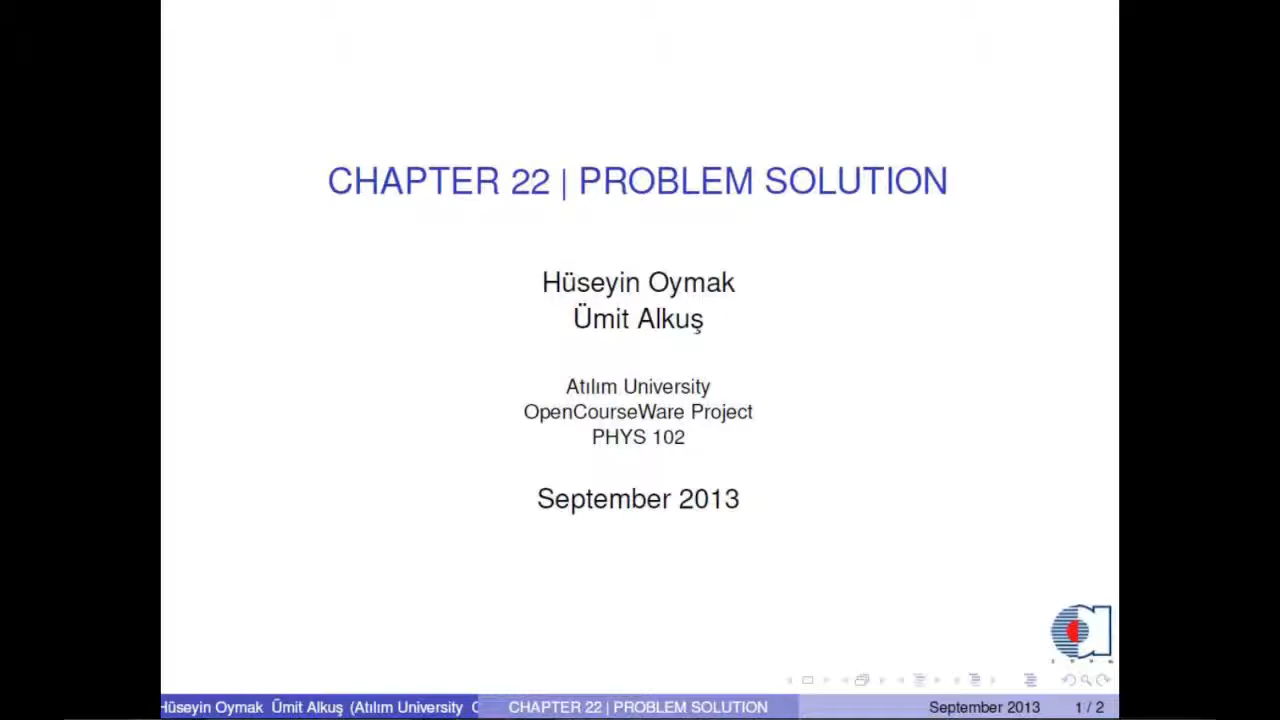 CHAPTER 22 | PROBLEM SOLUTION
Hüseyin Oymak
Ümit Alkuş
Atılım University
OpenCourseWare Project
PHYS 102
September 2013
Hüseyin Oymak Ümit Alkuş (Atılım University CHAPTER 22 | PROBLEM SOLUTION September 2013 1 / 2